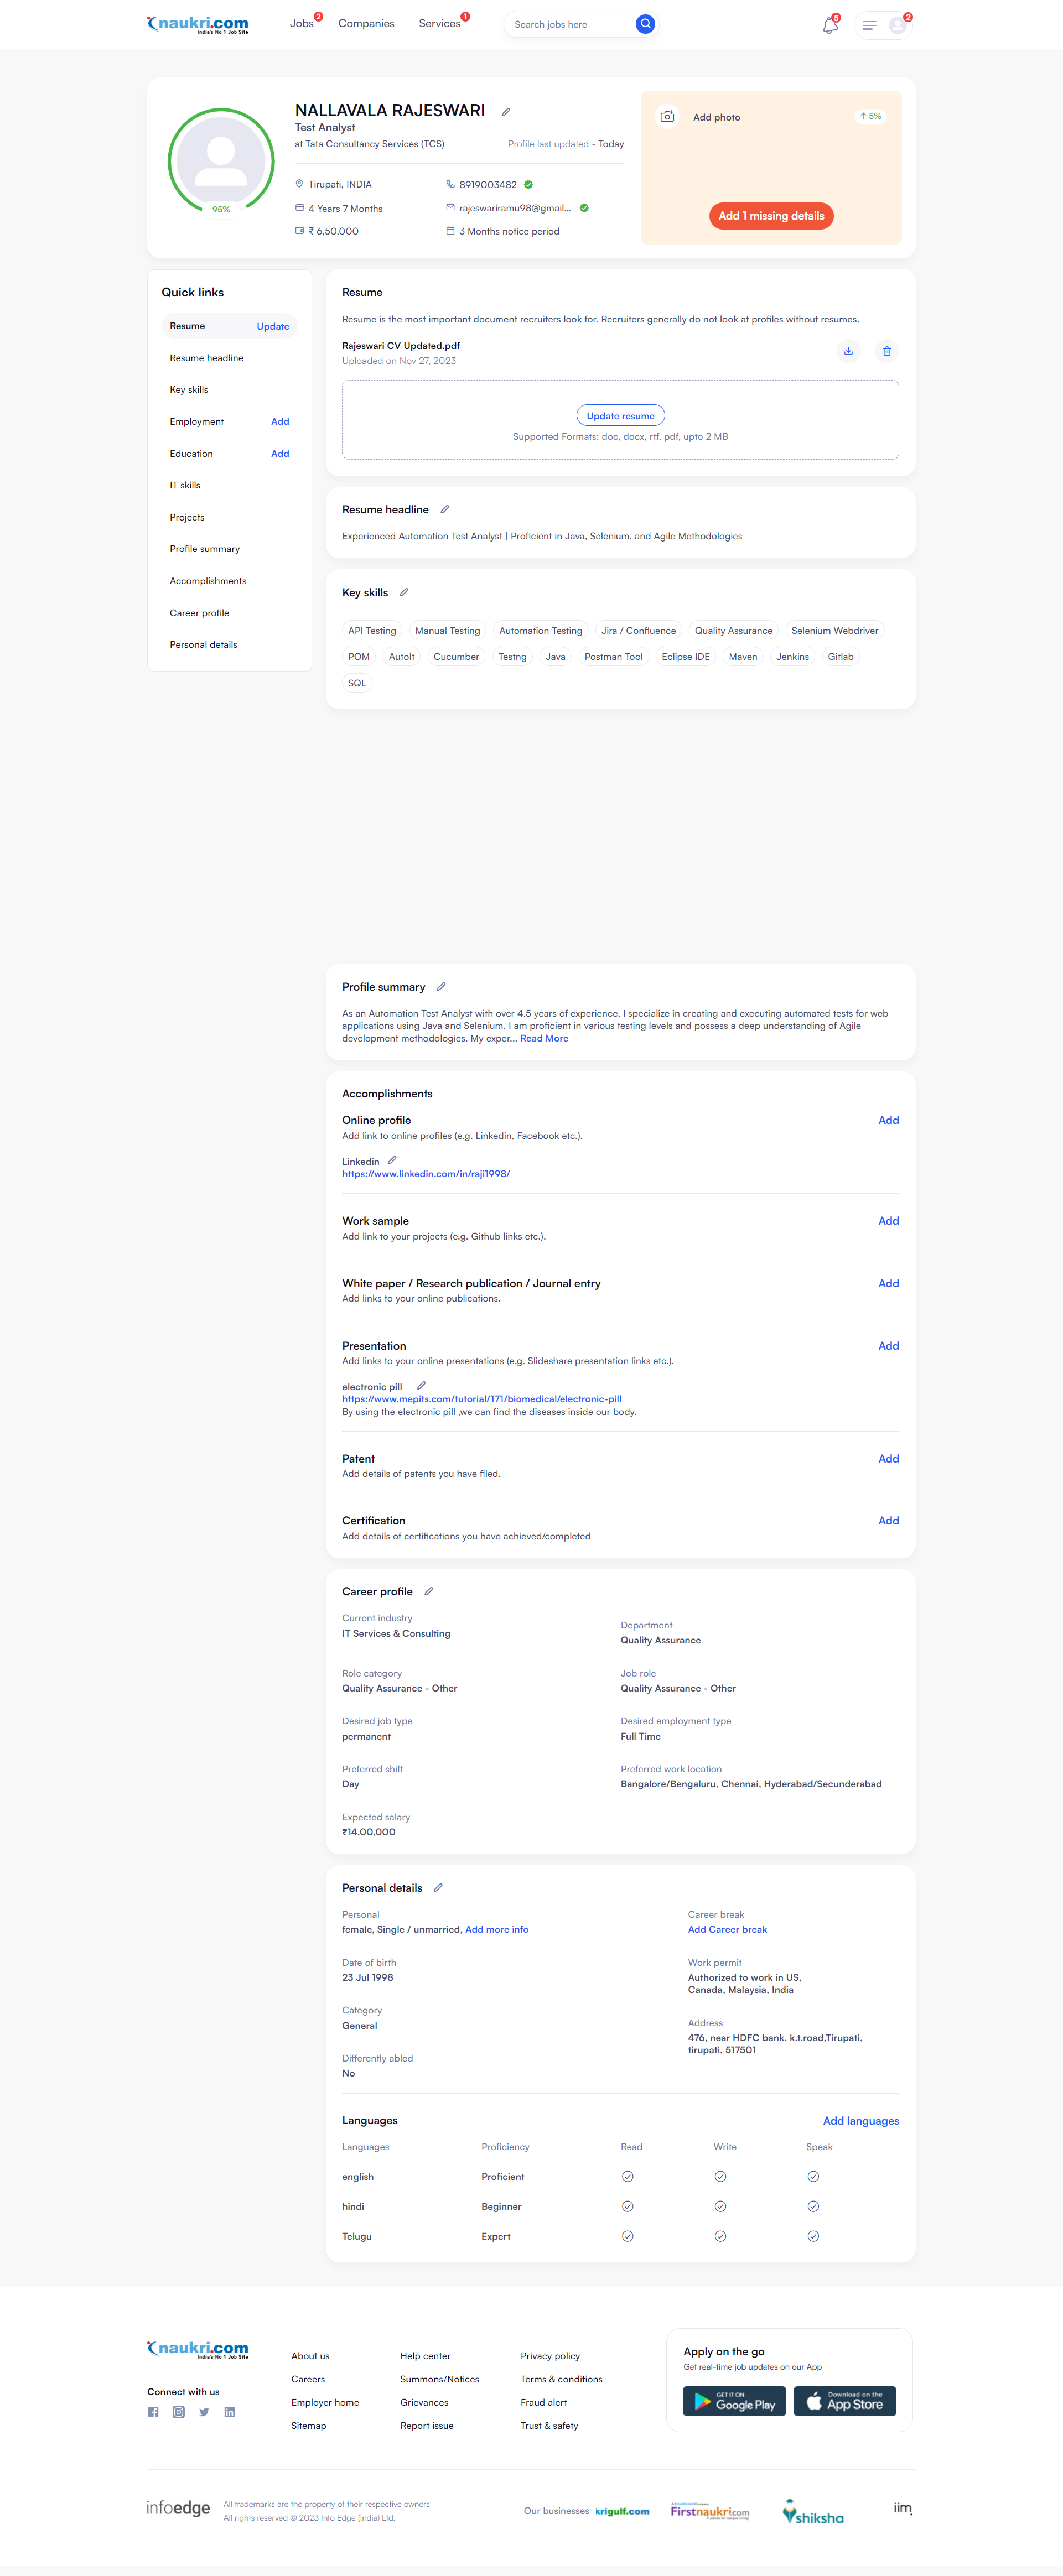 naukri.com
India's No 1 Job Site
Jobs 2
Companies
Services 1
Search jobs here
5
2
NALLAVALA RAJESWARI
Test Analyst
at Tata Consultancy Services (TCS)
Profile last updated - Today
95%
Tirupati, INDIA
4 Years 7 Months
₹ 6,50,000
8919003482
rajeswariramu98@gmail...
3 Months notice period
Add photo
↑ 5%
Add 1 missing details
Quick links
Resume Update
Resume headline
Key skills
Employment Add
Education Add
IT skills
Projects
Profile summary
Accomplishments
Career profile
Personal details
Resume
Resume is the most important document recruiters look for. Recruiters generally do not look at profiles without resumes.
Rajeswari CV Updated.pdf
Uploaded on Nov 27, 2023
Update resume
Supported Formats: doc, docx, rtf, pdf, upto 2 MB
Resume headline
Experienced Automation Test Analyst | Proficient in Java, Selenium, and Agile Methodologies
Key skills
API Testing Manual Testing Automation Testing Jira / Confluence Quality Assurance Selenium Webdriver
POM AutoIt Cucumber Testng Java Postman Tool Eclipse IDE Maven Jenkins Gitlab
SQL
Profile summary
As an Automation Test Analyst with over 4.5 years of experience, I specialize in creating and executing automated tests for web
applications using Java and Selenium. I am proficient in various testing levels and possess a deep understanding of Agile
development methodologies. My exper... Read More
Accomplishments
Online profile Add
Add link to online profiles (e.g. Linkedin, Facebook etc.).
Linkedin
https://www.linkedin.com/in/raji1998/
Work sample Add
Add link to your projects (e.g. Github links etc.).
White paper / Research publication / Journal entry Add
Add links to your online publications.
Presentation Add
Add links to your online presentations (e.g. Slideshare presentation links etc.).
electronic pill
https://www.mepits.com/tutorial/171/biomedical/electronic-pill
By using the electronic pill ,we can find the diseases inside our body.
Patent Add
Add details of patents you have filed.
Certification Add
Add details of certifications you have achieved/completed
Career profile
Current industry
IT Services & Consulting
Department
Quality Assurance
Role category
Quality Assurance - Other
Job role
Quality Assurance - Other
Desired job type
permanent
Desired employment type
Full Time
Preferred shift
Day
Preferred work location
Bangalore/Bengaluru, Chennai, Hyderabad/Secunderabad
Expected salary
₹14,00,000
Personal details
Personal
female, Single / unmarried, Add more info
Career break
Add Career break
Date of birth
23 Jul 1998
Work permit
Authorized to work in US,
Canada, Malaysia, India
Category
General
Address
476, near HDFC bank, k.t.road,Tirupati,
tirupati, 517501
Differently abled
No
Languages Add languages
Languages Proficiency Read Write Speak
english Proficient
hindi Beginner
Telugu Expert
naukri.com
India's No 1 Job Site
Connect with us
About us
Careers
Employer home
Sitemap
Help center
Summons/Notices
Grievances
Report issue
Privacy policy
Terms & conditions
Fraud alert
Trust & safety
Apply on the go
Get real-time job updates on our App
GET IT ON
Google Play
Download on the
App Store
infoedge
All trademarks are the property of their respective owners
All rights reserved © 2023 Info Edge (India) Ltd.
Our businesses
krigulf.com
Firstnaukri.com
shiksha
iim